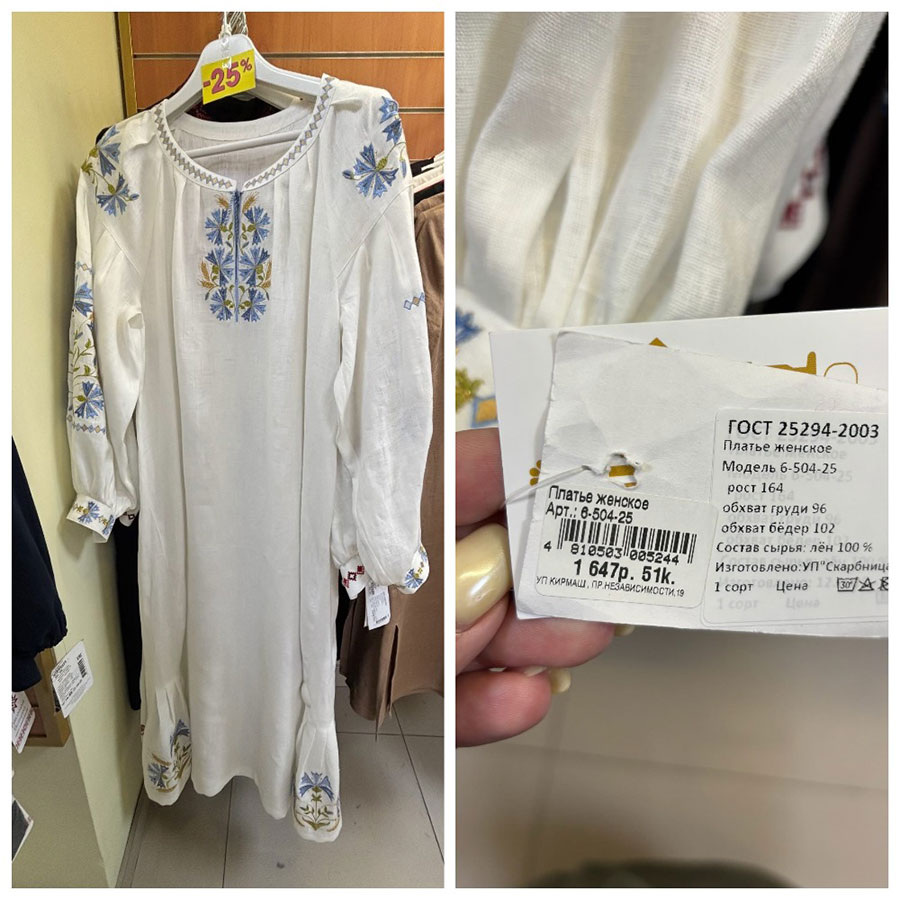 -25%
Платье женское
Арт.: 6-504-25
4 810503 005244
1 647р. 51к.
УП КИРМАШ, ПР.НЕЗАВИСИМОСТИ,19
ГОСТ 25294-2003
Платье женское
Модель 6-504-25
рост 164
обхват груди 96
обхват бёдер 102
Состав сырья: лён 100 %
Изготовлено:УП"Скарбница
1 сорт Цена
30°